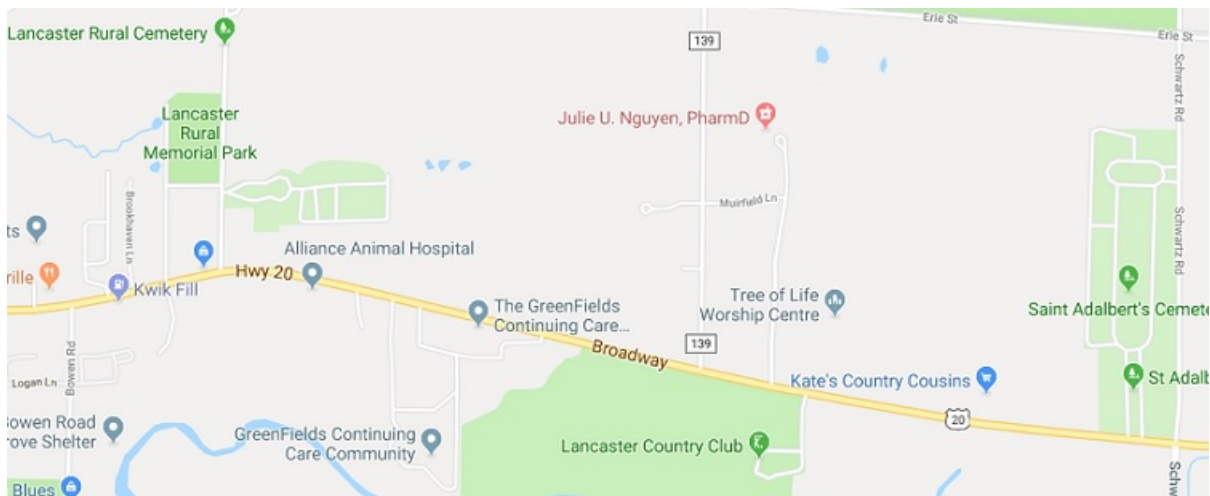 Erie St
Erie St
Lancaster Rural Cemetery
139
Schwartz Rd
Lancaster
Rural
Memorial Park
Julie U. Nguyen, PharmD
Brookhaven Ln
Muirfield Ln
Schwartz Rd
ts
Alliance Animal Hospital
Hwy 20
rille
Kwik Fill
Tree of Life
Worship Centre
Saint Adalbert's Cemete
The GreenFields
Continuing Care...
139
Broadway
Bowen Rd
Logan Ln
Kate's Country Cousins
St Adalb
20
Bowen Road
rove Shelter
GreenFields Continuing
Care Community
Lancaster Country Club
Schw
Blues